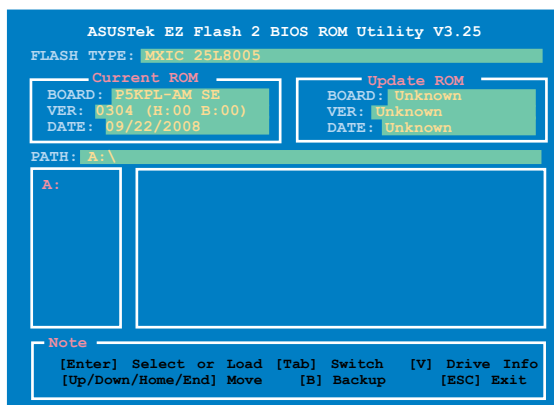 ASUSTek EZ Flash 2 BIOS ROM Utility V3.25
FLASH TYPE: MXIC 25L8005
Current ROM
BOARD: P5KPL-AM SE
VER: 0304 (H:00 B:00)
DATE: 09/22/2008
Update ROM
BOARD: Unknown
VER: Unknown
DATE: Unknown
PATH: A:\
A:
Note
[Enter] Select or Load [Tab] Switch [V] Drive Info
[Up/Down/Home/End] Move [B] Backup [ESC] Exit